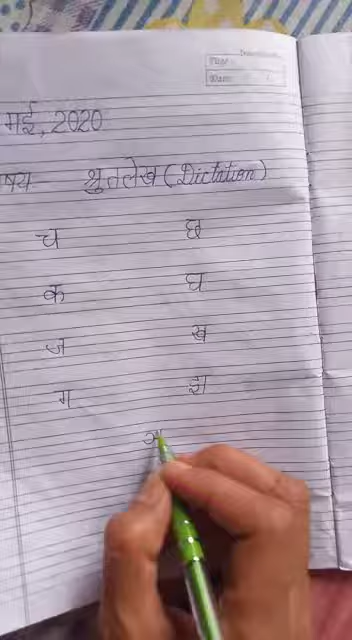 मई, 2020
षय श्रुतलेख (Dictation)
च छ
क घ
ज ख
ग झ